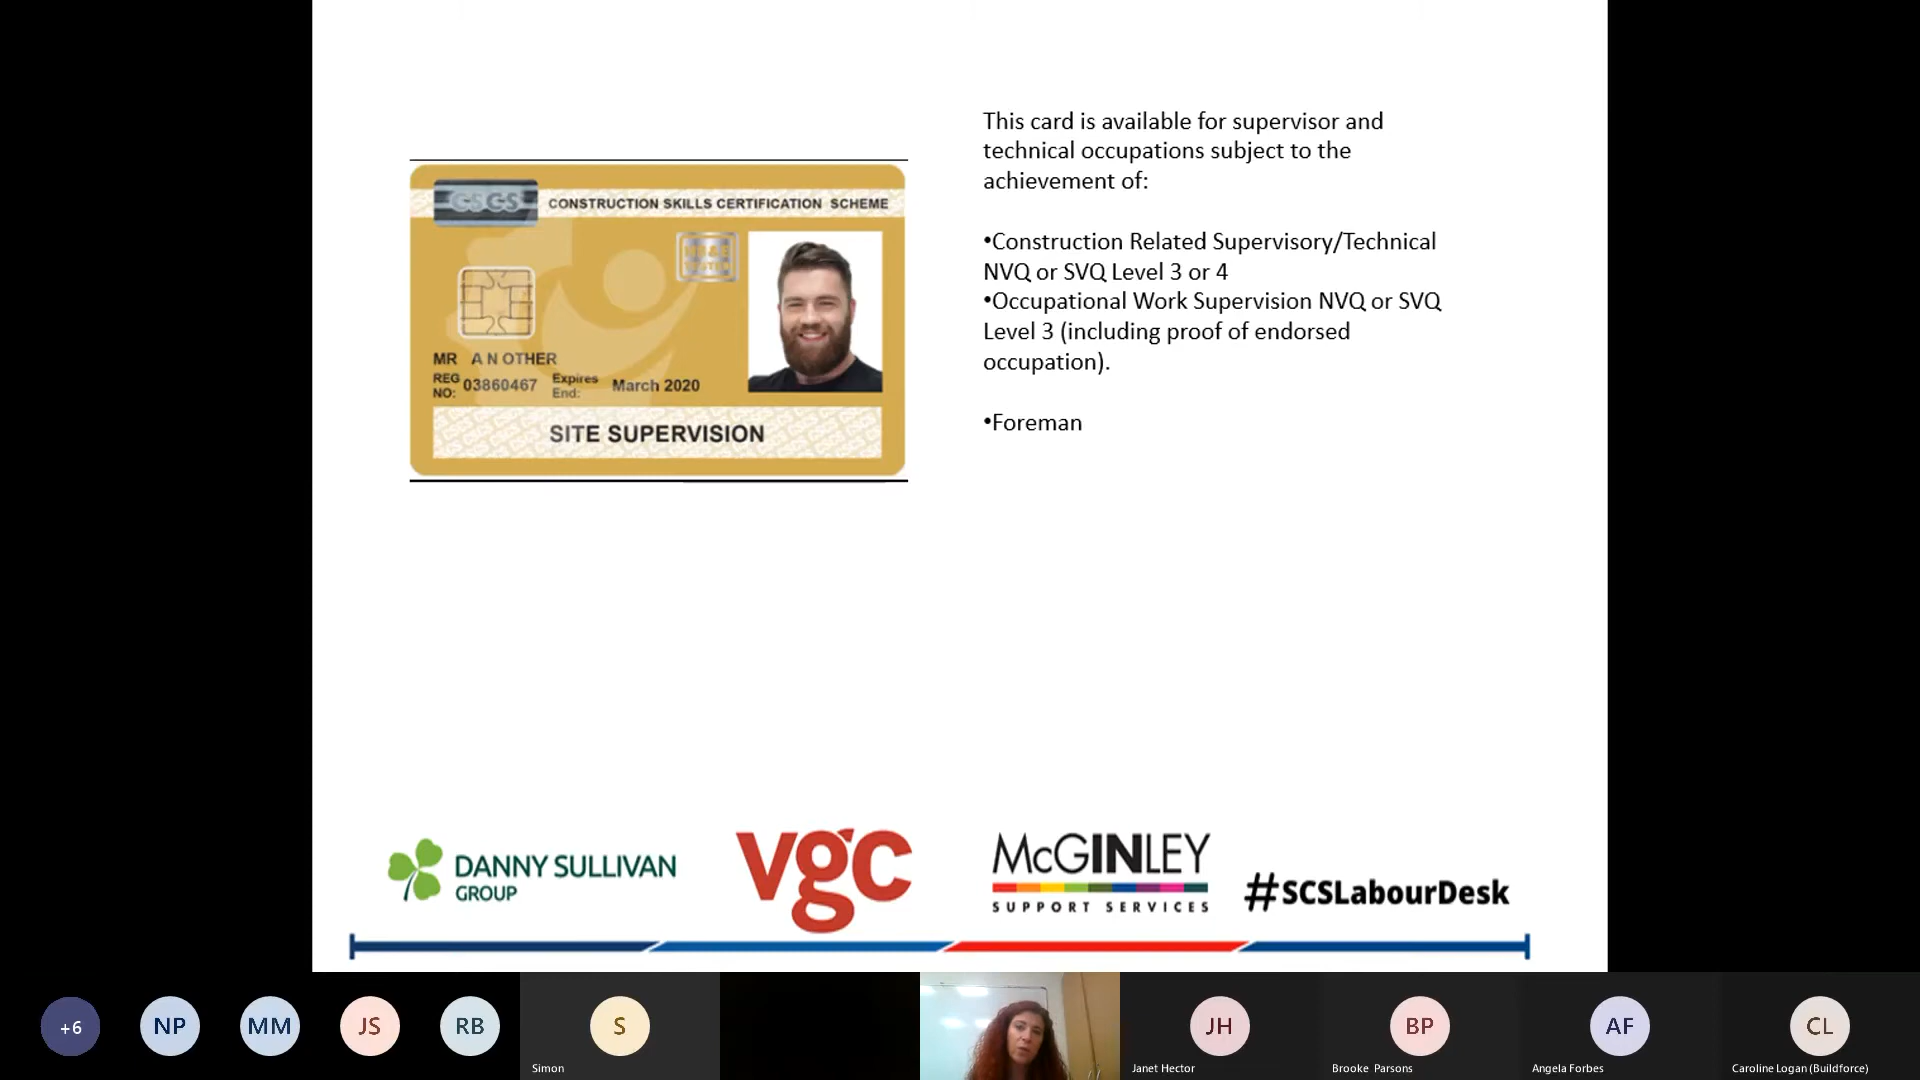 This card is available for supervisor and
technical occupations subject to the
achievement of:
•Construction Related Supervisory/Technical
NVQ or SVQ Level 3 or 4
•Occupational Work Supervision NVQ or SVQ
Level 3 (including proof of endorsed
occupation).
•Foreman
CSCS
CONSTRUCTION SKILLS CERTIFICATION SCHEME
MR A N OTHER
REG NO: 03860467 Expires End: March 2020
SITE SUPERVISION
DANNY SULLIVAN
GROUP
vgc
McGINLEY
SUPPORT SERVICES
#SCSLabourDesk
+6
NP
MM
JS
RB
S
Simon
JH
Janet Hector
BP
Brooke Parsons
AF
Angela Forbes
CL
Caroline Logan (Buildforce)